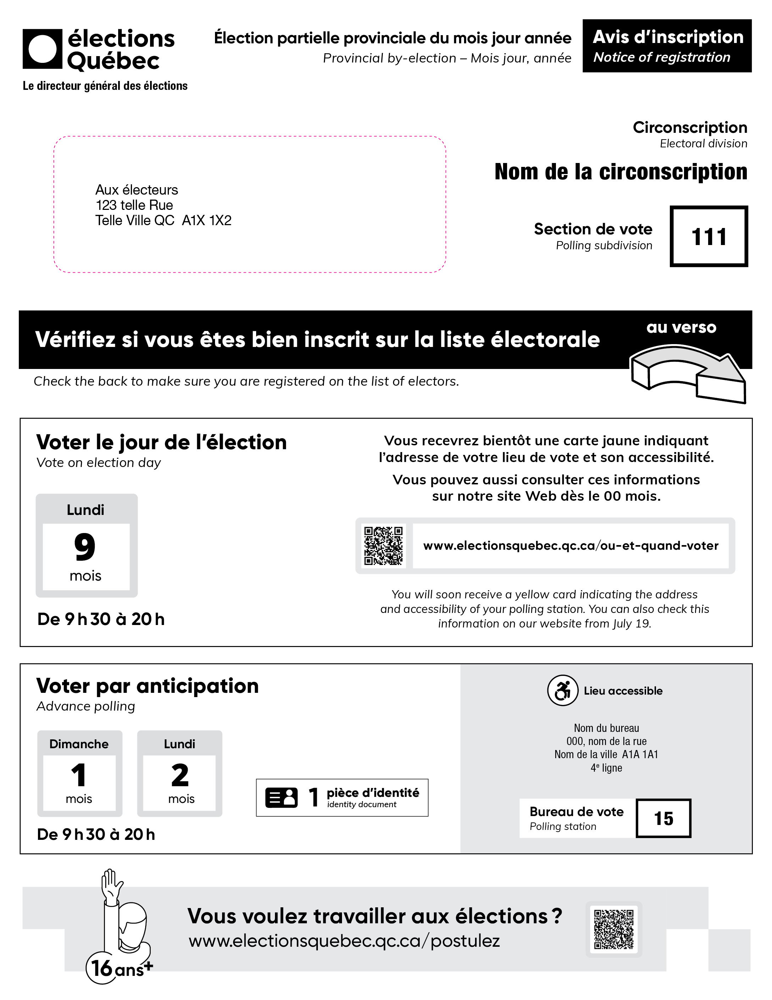 élections
Québec
Le directeur général des élections
Élection partielle provinciale du mois jour année
Provincial by-election – Mois jour, année
Avis d’inscription
Notice of registration
Circonscription
Electoral division
Nom de la circonscription
Aux électeurs
123 telle Rue
Telle Ville QC  A1X 1X2
Section de vote
Polling subdivision
111
Vérifiez si vous êtes bien inscrit sur la liste électorale
au verso
Check the back to make sure you are registered on the list of electors.
Voter le jour de l’élection
Vote on election day
Lundi
9
mois
De 9 h 30 à 20 h
Vous recevrez bientôt une carte jaune indiquant
l’adresse de votre lieu de vote et son accessibilité.
Vous pouvez aussi consulter ces informations
sur notre site Web dès le 00 mois.
www.electionsquebec.qc.ca/ou-et-quand-voter
You will soon receive a yellow card indicating the address
and accessibility of your polling station. You can also check this
information on our website from July 19.
Voter par anticipation
Advance polling
Dimanche
1
mois
Lundi
2
mois
De 9 h 30 à 20 h
1 pièce d’identité
identity document
Lieu accessible
Nom du bureau
000, nom de la rue
Nom de la ville  A1A 1A1
4e ligne
Bureau de vote
Polling station
15
Vous voulez travailler aux élections ?
www.electionsquebec.qc.ca/postulez
16 ans+